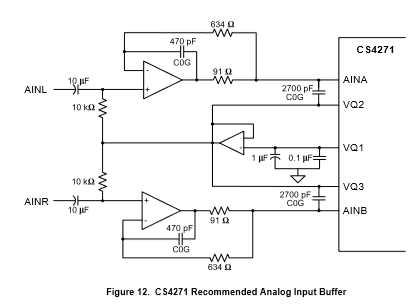 634 Ω
470 pF
C0G
CS4271
-
+
91 Ω
AINL
10 µF
2700 pF
C0G
AINA
10 kΩ
VQ2
+
-
VQ1
1 µF
0.1 µF
10 kΩ
2700 pF
C0G
VQ3
AINR
10 µF
+
-
470 pF
C0G
91 Ω
AINB
634 Ω
Figure 12. CS4271 Recommended Analog Input Buffer